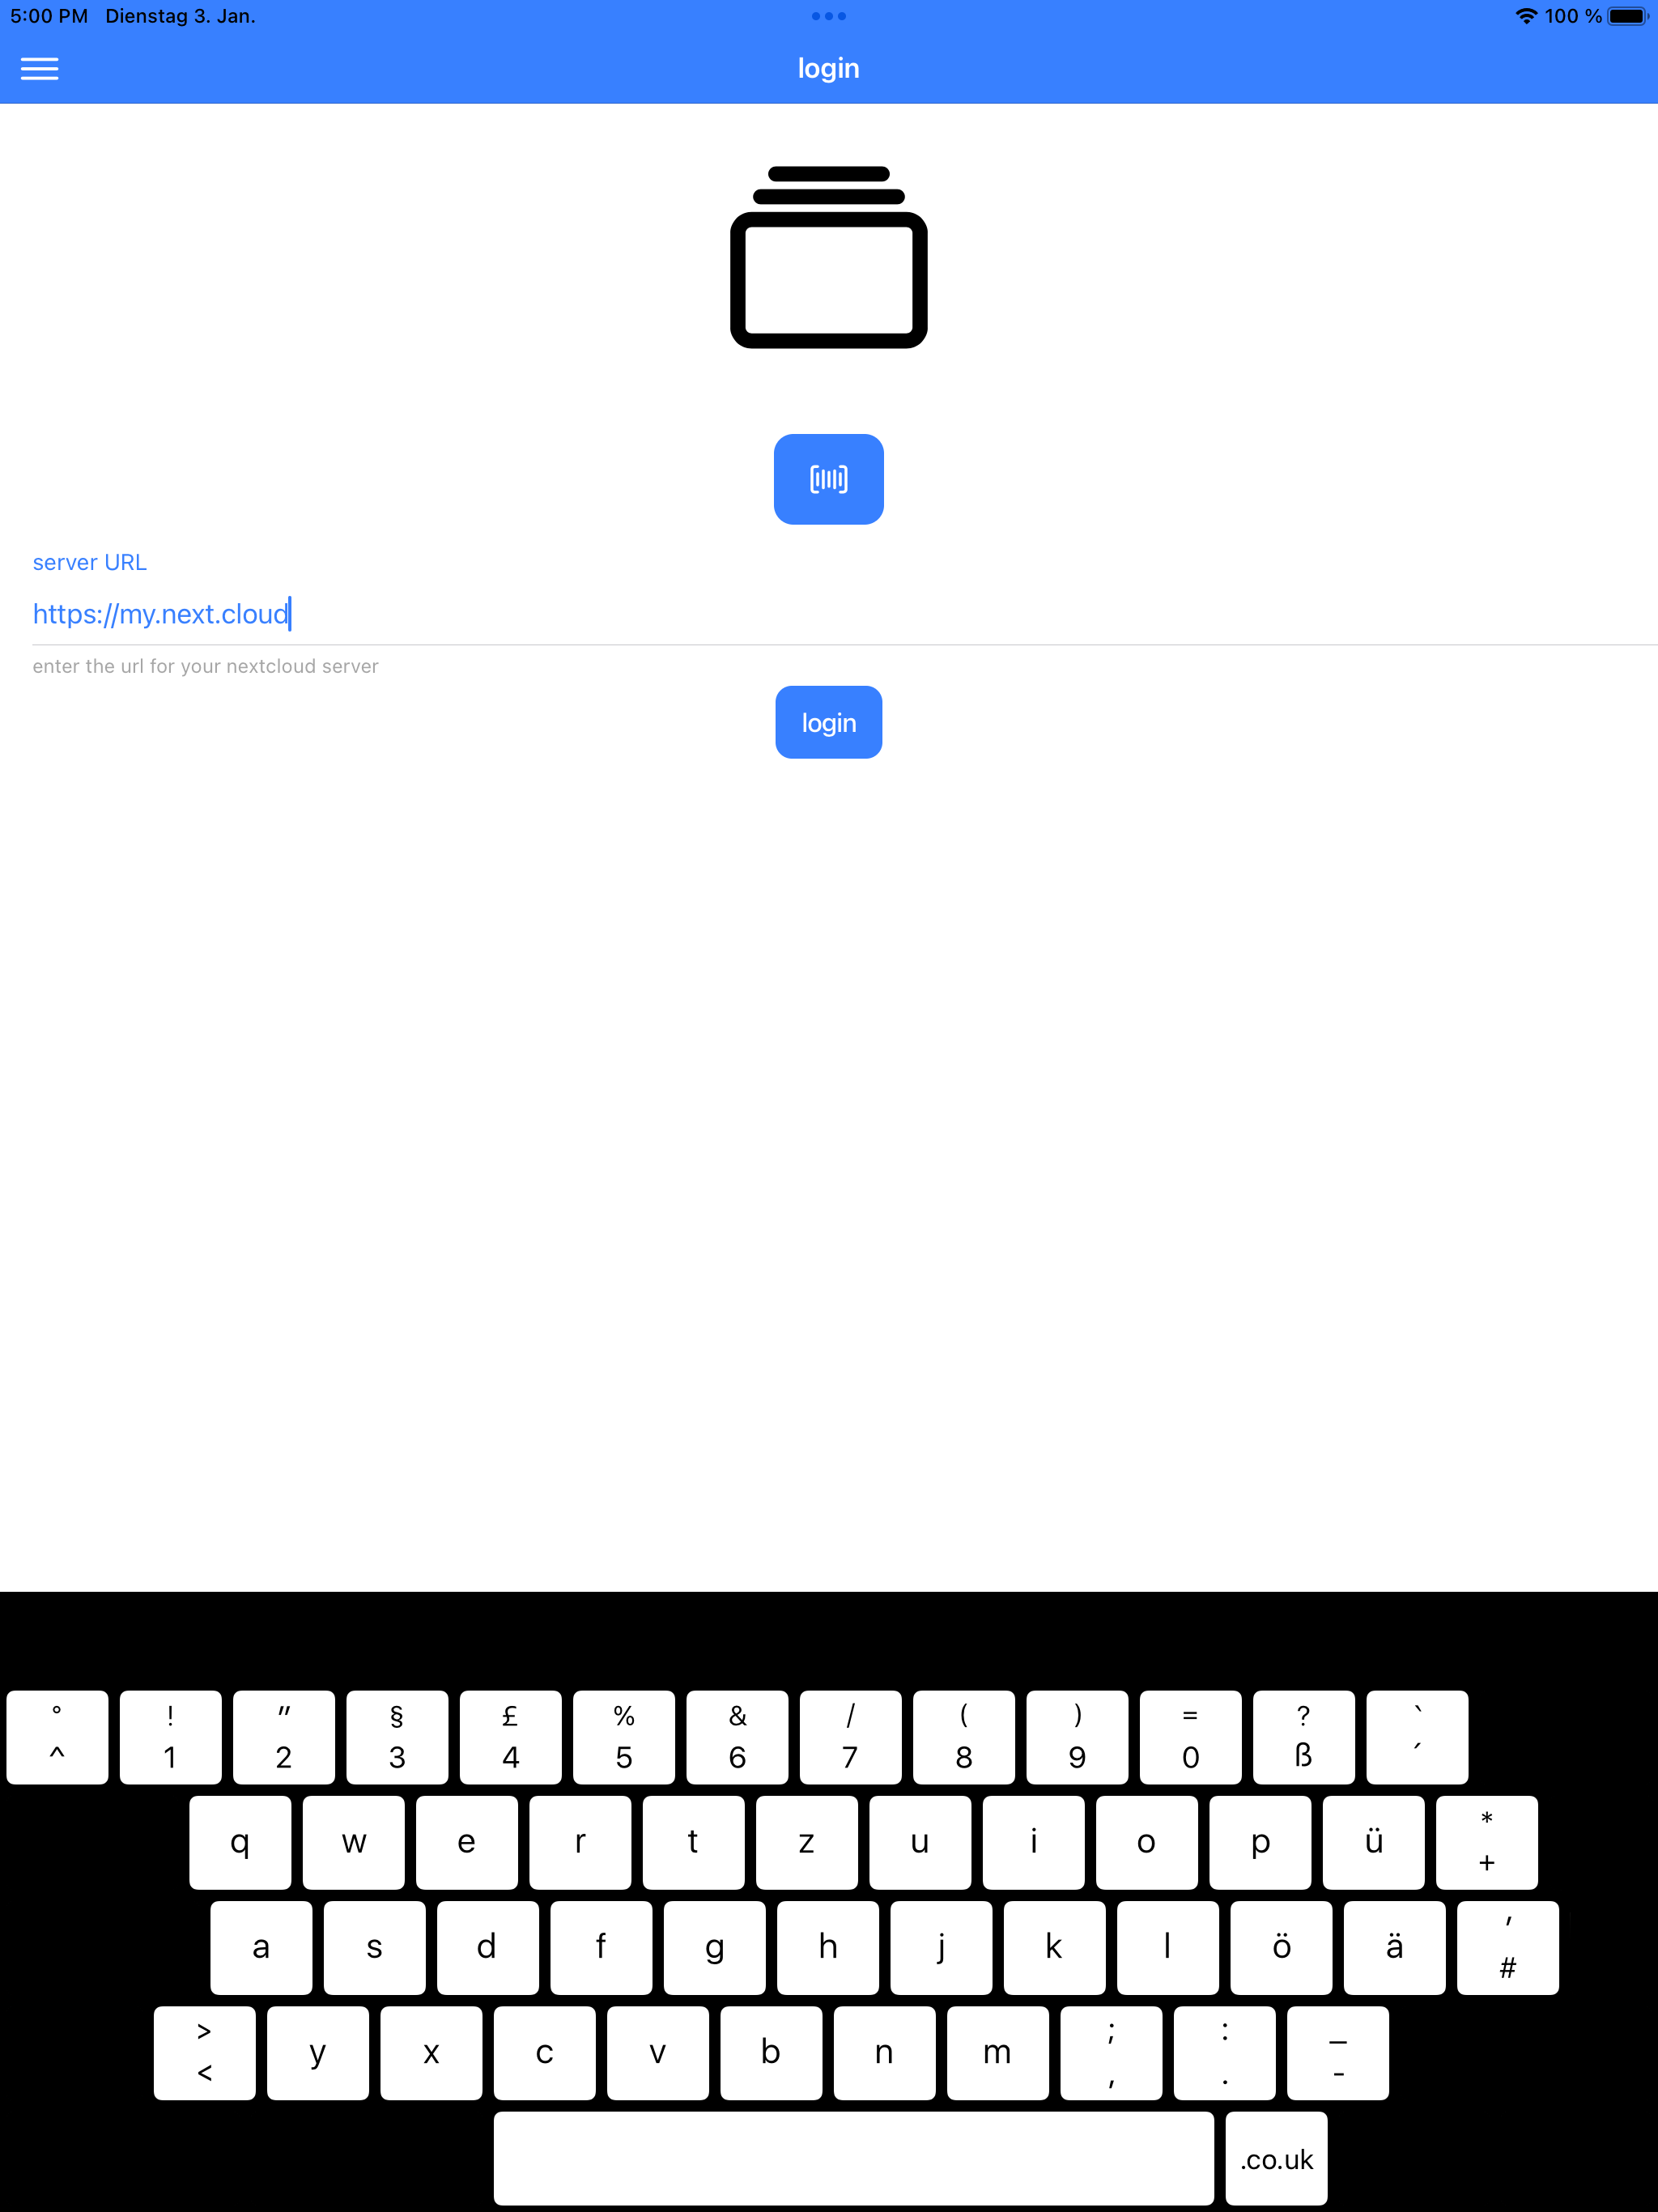 5:00 PM Dienstag 3. Jan. 100 %
login
server URL
https://my.next.cloud
enter the url for your nextcloud server
login
° ! " § £ % & / ( ) = ? `
^ 1 2 3 4 5 6 7 8 9 0 ß ´
q w e r t z u i o p ü * +
a s d f g h j k l ö ä ' #
> < y x c v b n m ; , : . _ -
.co.uk